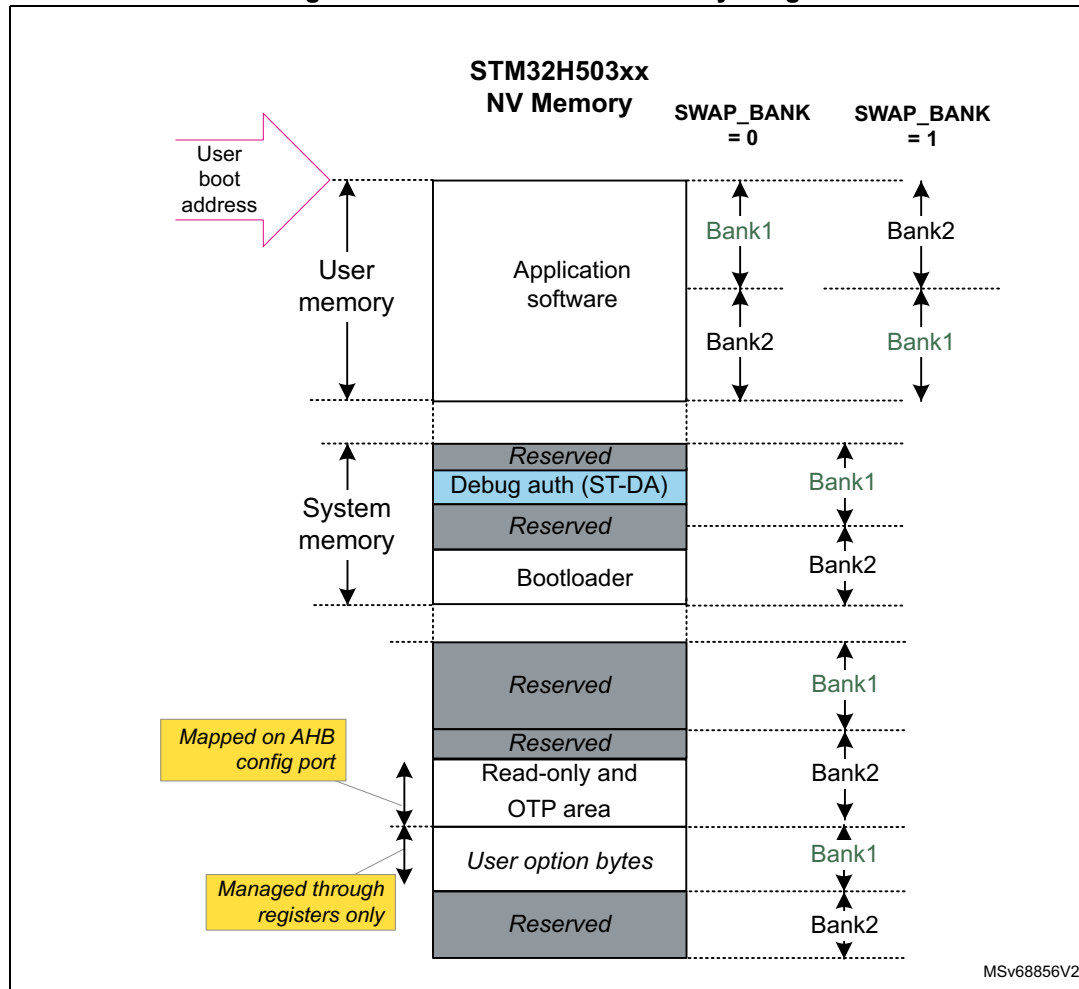 STM32H503xx
NV Memory
SWAP_BANK
= 0
SWAP_BANK
= 1
User
boot
address
User
memory
Application
software
Bank1
Bank2
Bank2
Bank1
System
memory
Reserved
Debug auth (ST-DA)
Reserved
Bootloader
Bank1
Bank2
Reserved
Bank1
Mapped on AHB
config port
Reserved
Read-only and
OTP area
Bank2
Managed through
registers only
User option bytes
Bank1
Reserved
Bank2
MSv68856V2